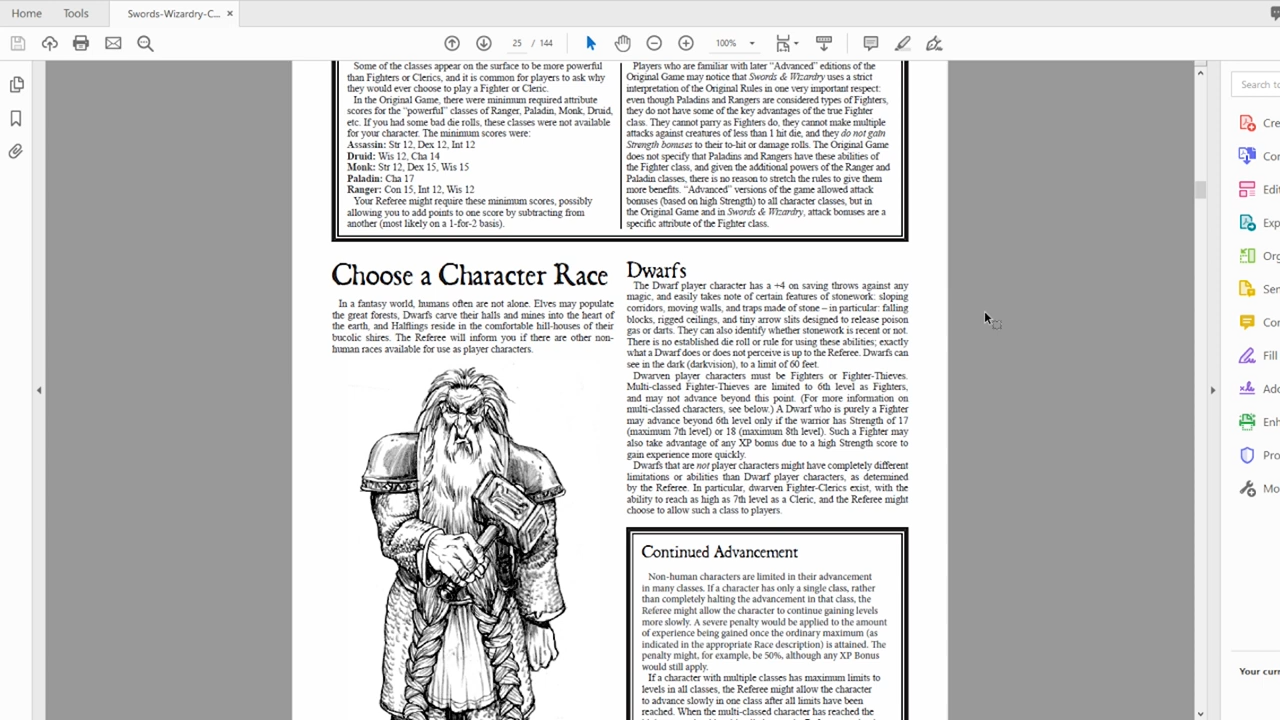 Home
Tools
Swords-Wizardry-C...
25 / 144
100%
Some of the classes appear on the surface to be more powerful
than Fighters or Clerics, and it is common for players to ask why
they would ever choose to play a Fighter or Cleric.
In the Original Game, there were minimum required attribute
scores for the “powerful” classes of Ranger, Paladin, Monk, Druid,
etc. If you had some bad die rolls, these classes were not available
for your character. The minimum scores were:
Assassin: Str 12, Dex 12, Int 12
Druid: Wis 12, Cha 14
Monk: Str 12, Dex 15, Wis 15
Paladin: Cha 17
Ranger: Con 15, Int 12, Wis 12
Your Referee might require these minimum scores, possibly
allowing you to add points to one score by subtracting from
another (most likely on a 1-for-2 basis).
Players who are familiar with later “Advanced” editions of the
Original Game may notice that Swords & Wizardry uses a strict
interpretation of the Original Rules in one very important respect:
even though Paladins and Rangers are considered types of Fighters,
they do not have some of the key advantages of the true Fighter
class. They cannot parry as Fighters do, they cannot make multiple
attacks against creatures of less than 1 hit die, and they do not gain
Strength bonuses to their to-hit or damage rolls. The Original Game
does not specify that Paladins and Rangers have these abilities of
the Fighter class, and given the additional powers of the Ranger and
Paladin classes, there is no reason to stretch the rules to give them
more benefits. “Advanced” versions of the game allowed attack
bonuses (based on high Strength) to all character classes, but in
the Original Game and in Swords & Wizardry, attack bonuses are a
specific attribute of the Fighter class.
Choose a Character Race
In a fantasy world, humans often are not alone. Elves may populate
the great forests, Dwarfs carve their halls and mines into the heart of
the earth, and Halflings reside in the comfortable hill-houses of their
bucolic shires. The Referee will inform you if there are other non-
human races available for use as player characters.
Dwarfs
The Dwarf player character has a +4 on saving throws against any
magic, and easily takes note of certain features of stonework: sloping
corridors, moving walls, and traps made of stone – in particular: falling
blocks, rigged ceilings, and tiny arrow slits designed to release poison
gas or darts. They can also identify whether stonework is recent or not.
There is no established die roll or rule for using these abilities; exactly
what a Dwarf does or does not perceive is up to the Referee. Dwarfs can
see in the dark (darkvision), to a limit of 60 feet.
Dwarven player characters must be Fighters or Fighter-Thieves.
Multi-classed Fighter-Thieves are limited to 6th level as Fighters,
and may not advance beyond this point. (For more information on
multi-classed characters, see below.) A Dwarf who is purely a Fighter
may advance beyond 6th level only if the warrior has Strength of 17
(maximum 7th level) or 18 (maximum 8th level). Such a Fighter may
also take advantage of any XP bonus due to a high Strength score to
gain experience more quickly.
Dwarfs that are not player characters might have completely different
limitations or abilities than Dwarf player characters, as determined
by the Referee. In particular, dwarven Fighter-Clerics exist, with the
ability to reach as high as 7th level as a Cleric, and the Referee might
choose to allow such a class to players.
Continued Advancement
Non-human characters are limited in their advancement
in many classes. If a character has only a single class, rather
than completely halting the advancement in that class, the
Referee might allow the character to continue gaining levels
more slowly. A severe penalty would be applied to the amount
of experience being gained once the ordinary maximum (as
indicated in the appropriate Race description) is attained. The
penalty might, for example, be 50%, although any XP Bonus
would still apply.
If a character with multiple classes has maximum limits to
levels in all classes, the Referee might allow the character
to advance slowly in one class after all limits have been
reached. When the multi-classed character has reached the
Search to
Cre
Cor
Edit
Exp
Org
Sen
Cor
Fill
Add
Enh
Pro
Mo
Your curr